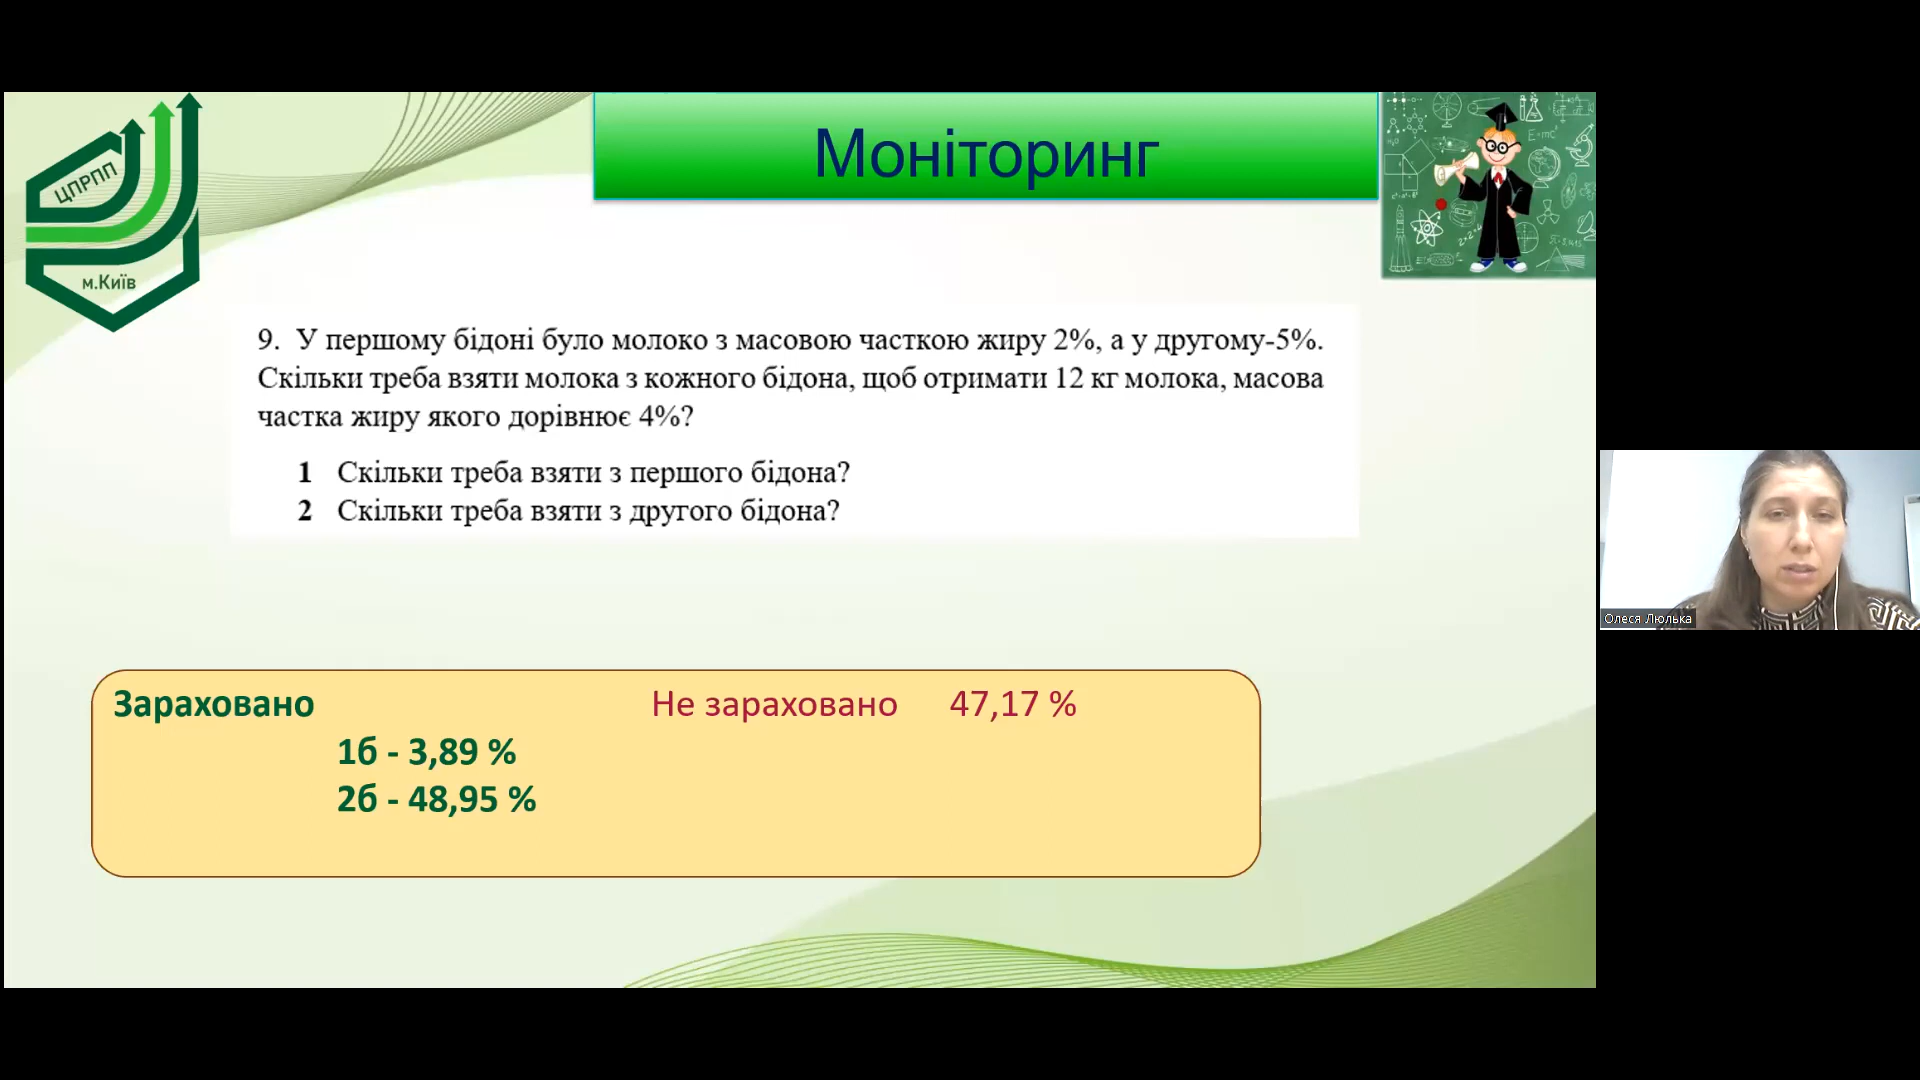 ЦПРПП
м.Київ
Моніторинг
9. У першому бідоні було молоко з масовою часткою жиру 2%, а у другому-5%.
Скільки треба взяти молока з кожного бідона, щоб отримати 12 кг молока, масова
частка жиру якого дорівнює 4%?
1 Скільки треба взяти з першого бідона?
2 Скільки треба взяти з другого бідона?
Зараховано Не зараховано 47,17 %
1б - 3,89 %
2б - 48,95 %
Олеся Люлька